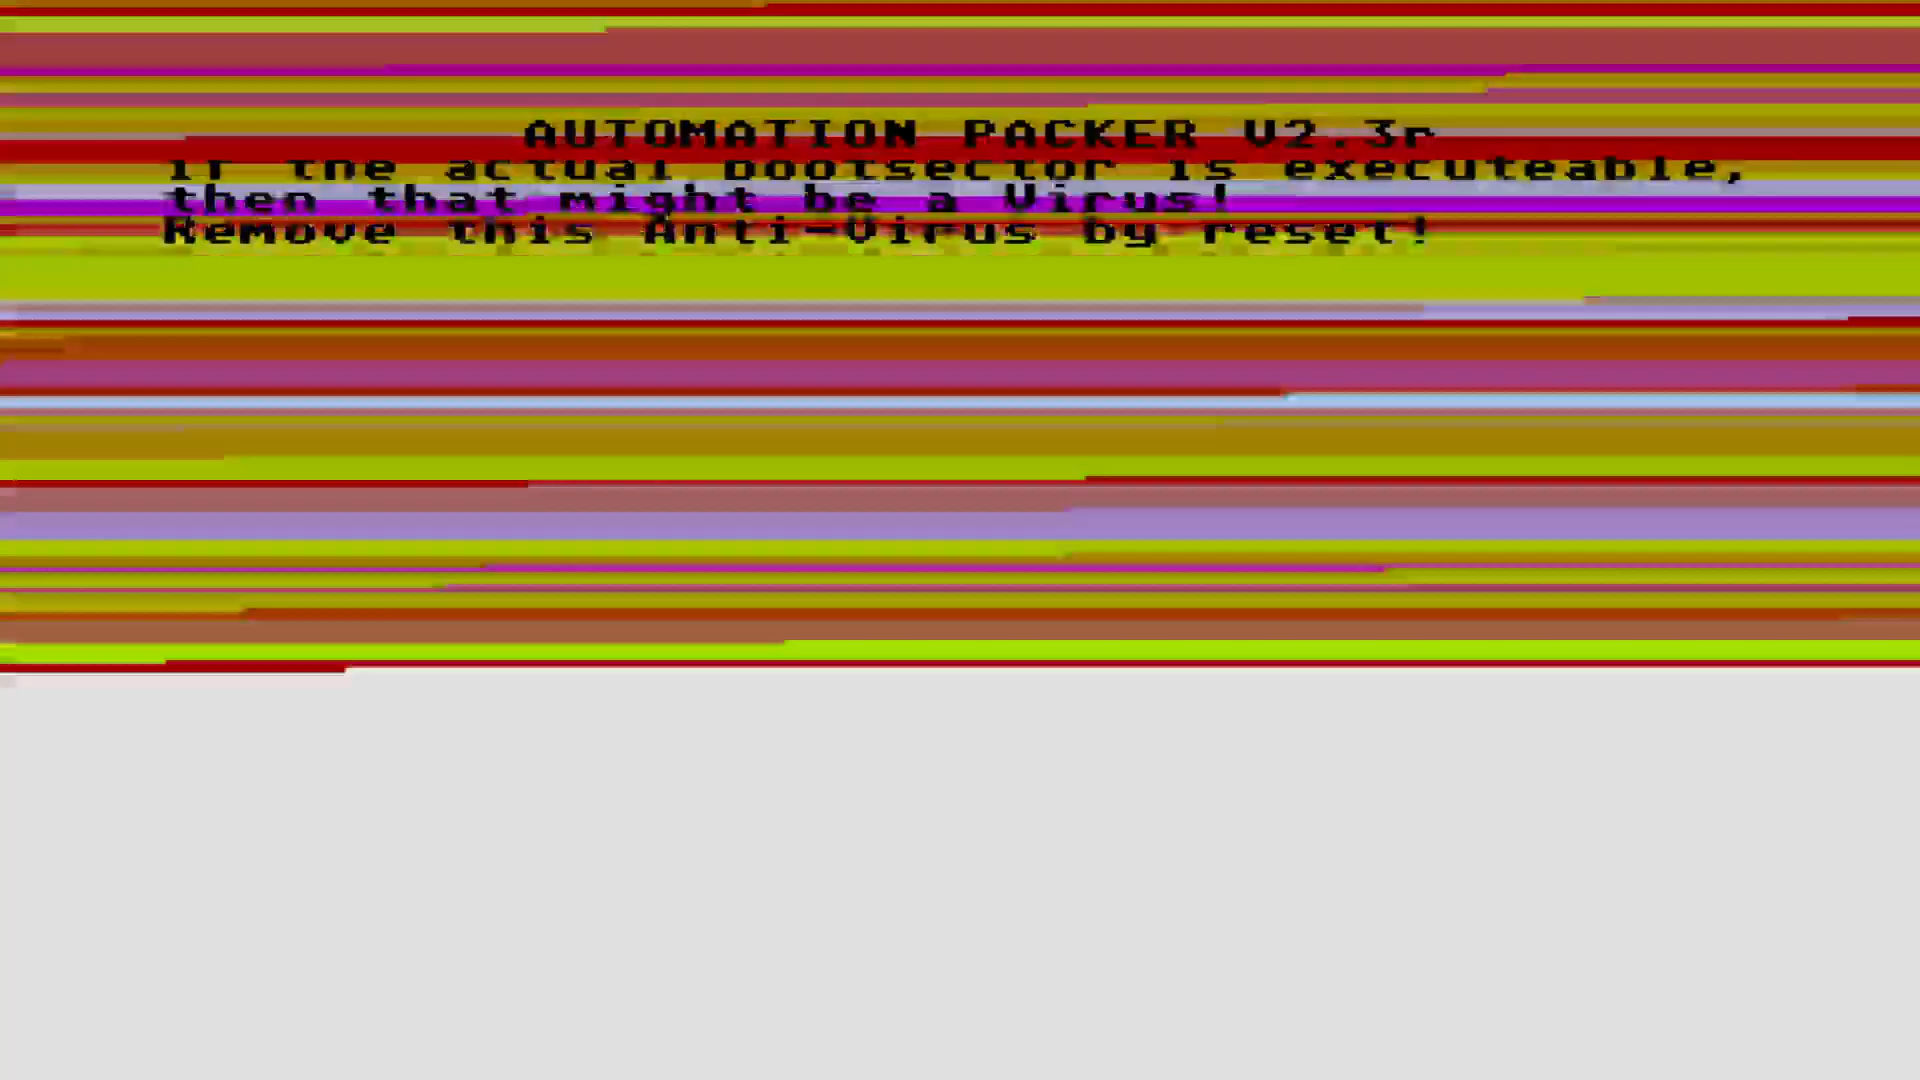 AUTOMATION PACKER V2.3r
If the actual bootsector is executeable,
then that might be a Virus!
Remove this Anti-Virus by reset!